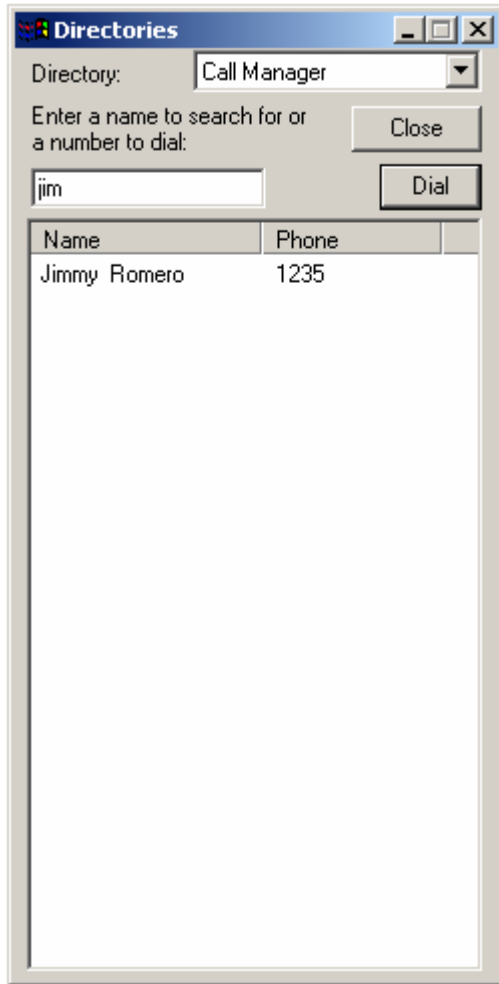 Directories
Directory: Call Manager
Enter a name to search for or
a number to dial:
Close
jim
Dial
Name Phone
Jimmy Romero 1235